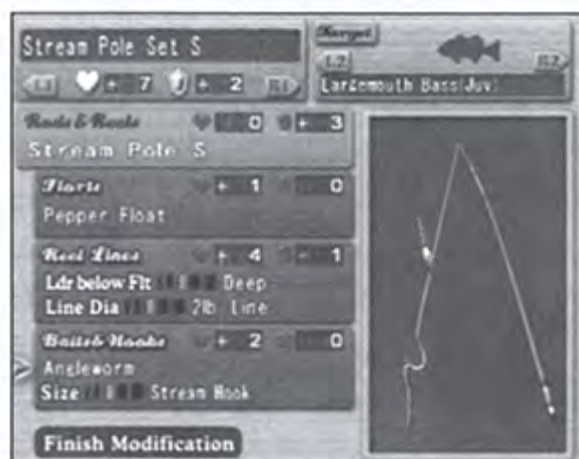 Stream Pole Set S
Target
L1 + 7 + 2 R1
L2 R2
Largemouth Bass(Juv)
Rods & Reels 0 + 3
Stream Pole S
Floats + 1 0
Pepper Float
Reel Lines + 4 - 1
Ldr below Flt Deep
Line Dia 2lb Line
Baits& Hooks + 2 0
Angleworm
Size Stream Hook
Finish Modification